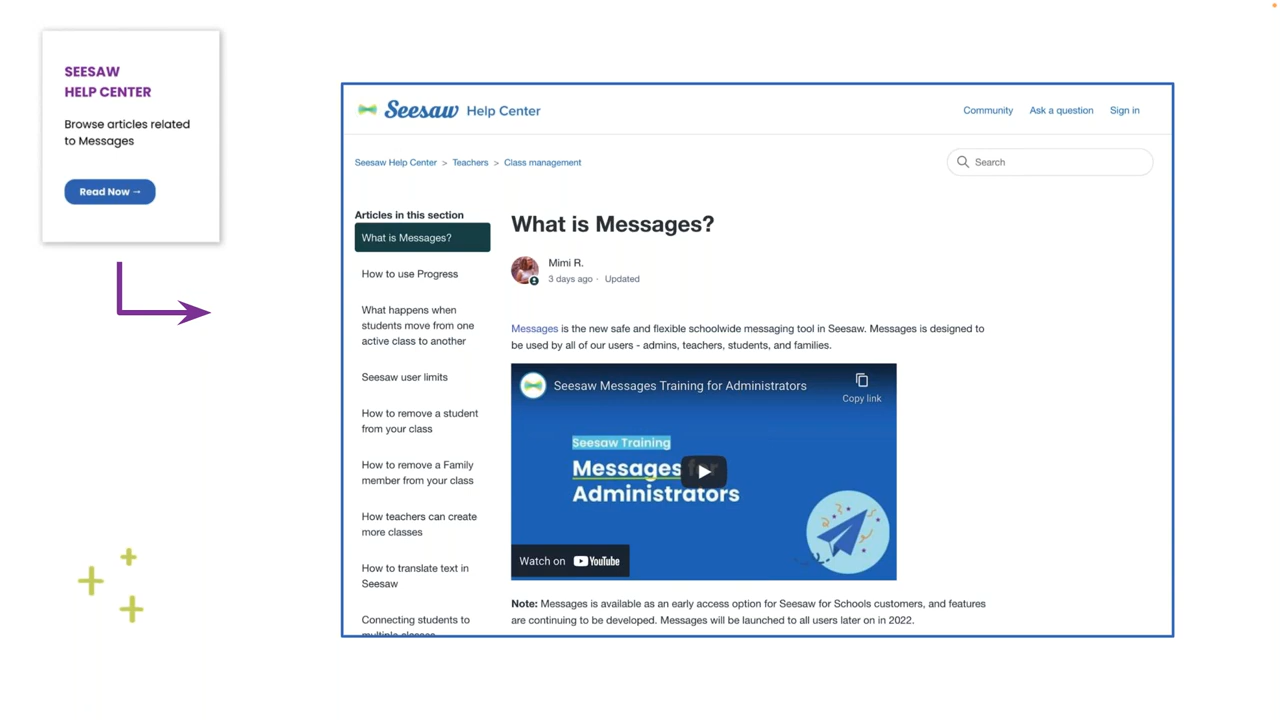 SEESAW
HELP CENTER
Browse articles related
to Messages
Read Now →
Seesaw Help Center
Community
Ask a question
Sign in
Seesaw Help Center > Teachers > Class management
Search
Articles in this section
What is Messages?
How to use Progress
What happens when
students move from one
active class to another
Seesaw user limits
How to remove a student
from your class
How to remove a Family
member from your class
How teachers can create
more classes
How to translate text in
Seesaw
Connecting students to
multiple classes
What is Messages?
Mimi R.
3 days ago · Updated
Messages is the new safe and flexible schoolwide messaging tool in Seesaw. Messages is designed to
be used by all of our users - admins, teachers, students, and families.
Seesaw Messages Training for Administrators
Copy link
Seesaw Training
Messages for
Administrators
Watch on YouTube
Note: Messages is available as an early access option for Seesaw for Schools customers, and features
are continuing to be developed. Messages will be launched to all users later on in 2022.